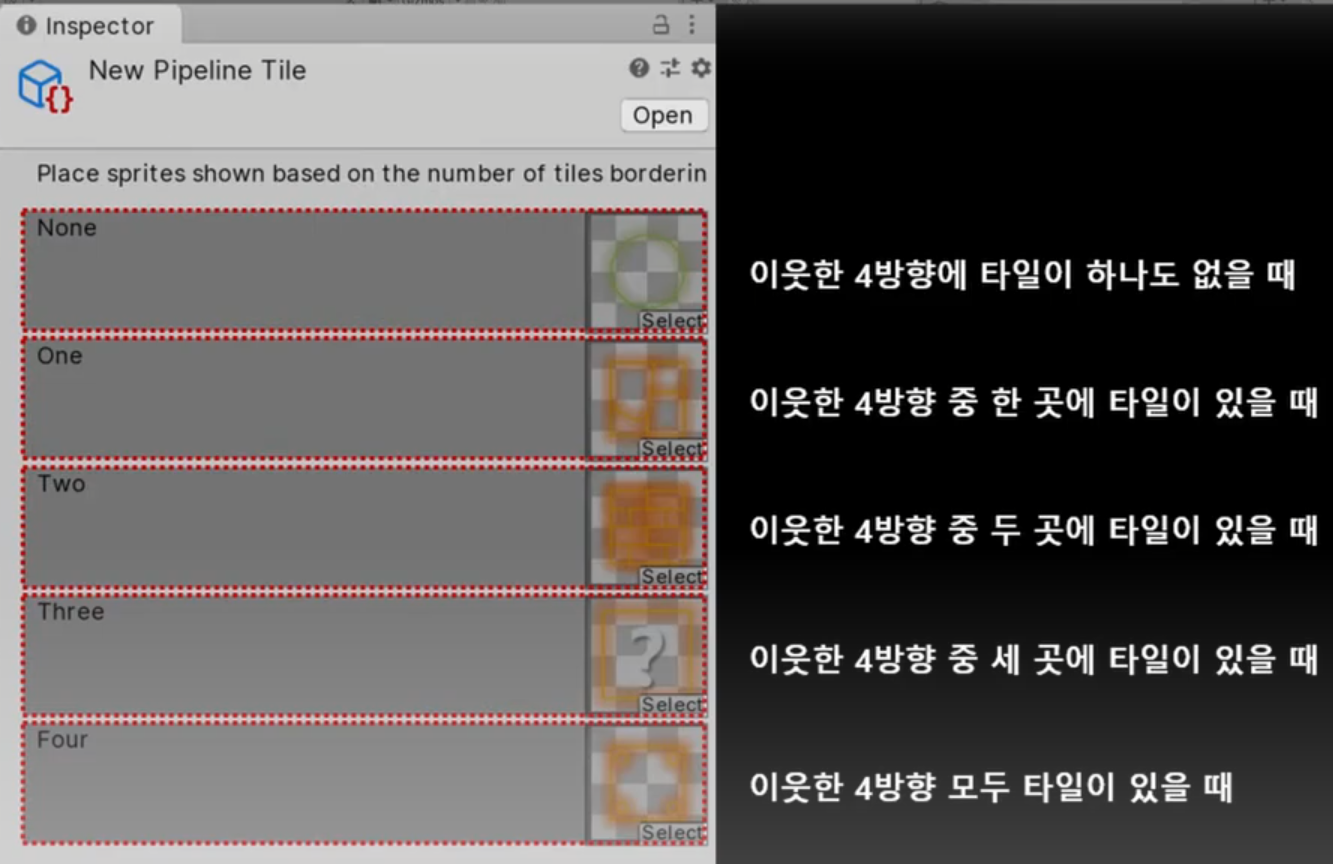 Inspector
New Pipeline Tile
Open
Place sprites shown based on the number of tiles borderin
None
Select
이웃한 4방향에 타일이 하나도 없을 때
One
Select
이웃한 4방향 중 한 곳에 타일이 있을 때
Two
Select
이웃한 4방향 중 두 곳에 타일이 있을 때
Three
?
Select
이웃한 4방향 중 세 곳에 타일이 있을 때
Four
Select
이웃한 4방향 모두 타일이 있을 때